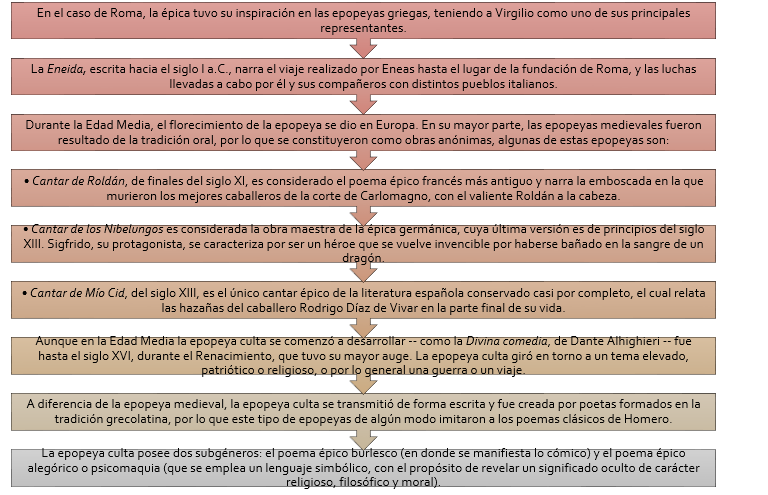 En el caso de Roma, la épica tuvo su inspiración en las epopeyas griegas, teniendo a Virgilio como uno de sus principales
representantes.
La Eneida, escrita hacia el siglo I a.C., narra el viaje realizado por Eneas hasta el lugar de la fundación de Roma, y las luchas
llevadas a cabo por él y sus compañeros con distintos pueblos italianos.
Durante la Edad Media, el florecimiento de la epopeya se dio en Europa. En su mayor parte, las epopeyas medievales fueron
resultado de la tradición oral, por lo que se constituyeron como obras anónimas, algunas de estas epopeyas son:
• Cantar de Roldán, de finales del siglo XI, es considerado el poema épico francés más antiguo y narra la emboscada en la que
murieron los mejores caballeros de la corte de Carlomagno, con el valiente Roldán a la cabeza.
• Cantar de los Nibelungos es considerada la obra maestra de la épica germánica, cuya última versión es de principios del siglo
XIII. Sigfrido, su protagonista, se caracteriza por ser un héroe que se vuelve invencible por haberse bañado en la sangre de un
dragón.
• Cantar de Mío Cid, del siglo XIII, es el único cantar épico de la literatura española conservado casi por completo, el cual relata
las hazañas del caballero Rodrigo Díaz de Vivar en la parte final de su vida.
Aunque en la Edad Media la epopeya culta se comenzó a desarrollar -- como la Divina comedia, de Dante Alhighieri -- fue
hasta el siglo XVI, durante el Renacimiento, que tuvo su mayor auge. La epopeya culta giró en torno a un tema elevado,
patriótico o religioso, o por lo general una guerra o un viaje.
A diferencia de la epopeya medieval, la epopeya culta se transmitió de forma escrita y fue creada por poetas formados en la
tradición grecolatina, por lo que este tipo de epopeyas de algún modo imitaron a los poemas clásicos de Homero.
La epopeya culta posee dos subgéneros: el poema épico burlesco (en donde se manifiesta lo cómico) y el poema épico
alegórico o psicomaquia (que se emplea un lenguaje simbólico, con el propósito de revelar un significado oculto de carácter
religioso, filosófico y moral).